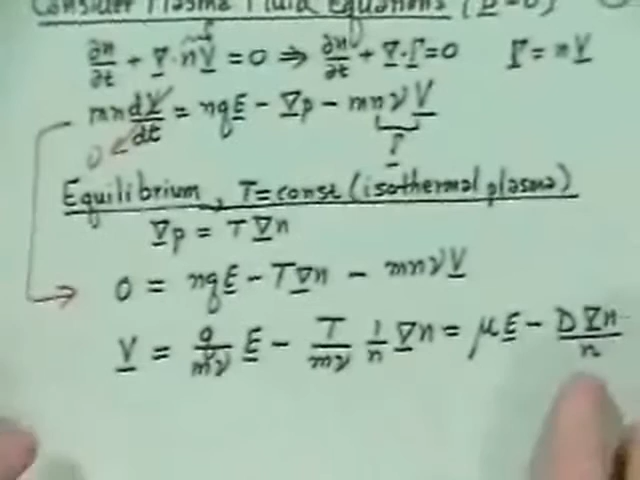 Consider Plasma Fluid Equations (B=0)
∂n/∂t + ∇·nV = 0 ⇒ ∂n/∂t + ∇·Γ = 0 Γ = nV
mn dV/dt = nqE - ∇p - mnνV
0 Γ
Equilibrium, T = const (isothermal plasma)
∇p = T∇n
0 = nqE - T∇n - mnνV
V = q/mν E - T/mν 1/n ∇n = μE - D∇n/n